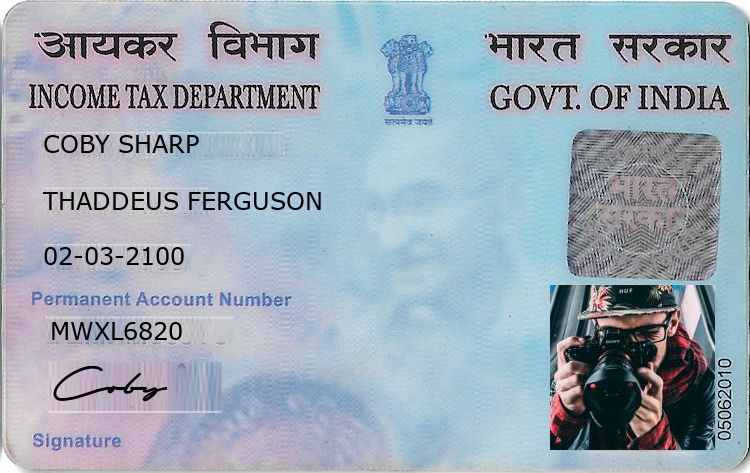 आयकर विभाग
भारत सरकार
INCOME TAX DEPARTMENT
GOVT. OF INDIA
सत्यमेव जयते
COBY SHARP
THADDEUS FERGUSON
भारत
सरकार
02-03-2100
Permanent Account Number
MWXL6820
HUF
SONY
Coby
05062010
Signature